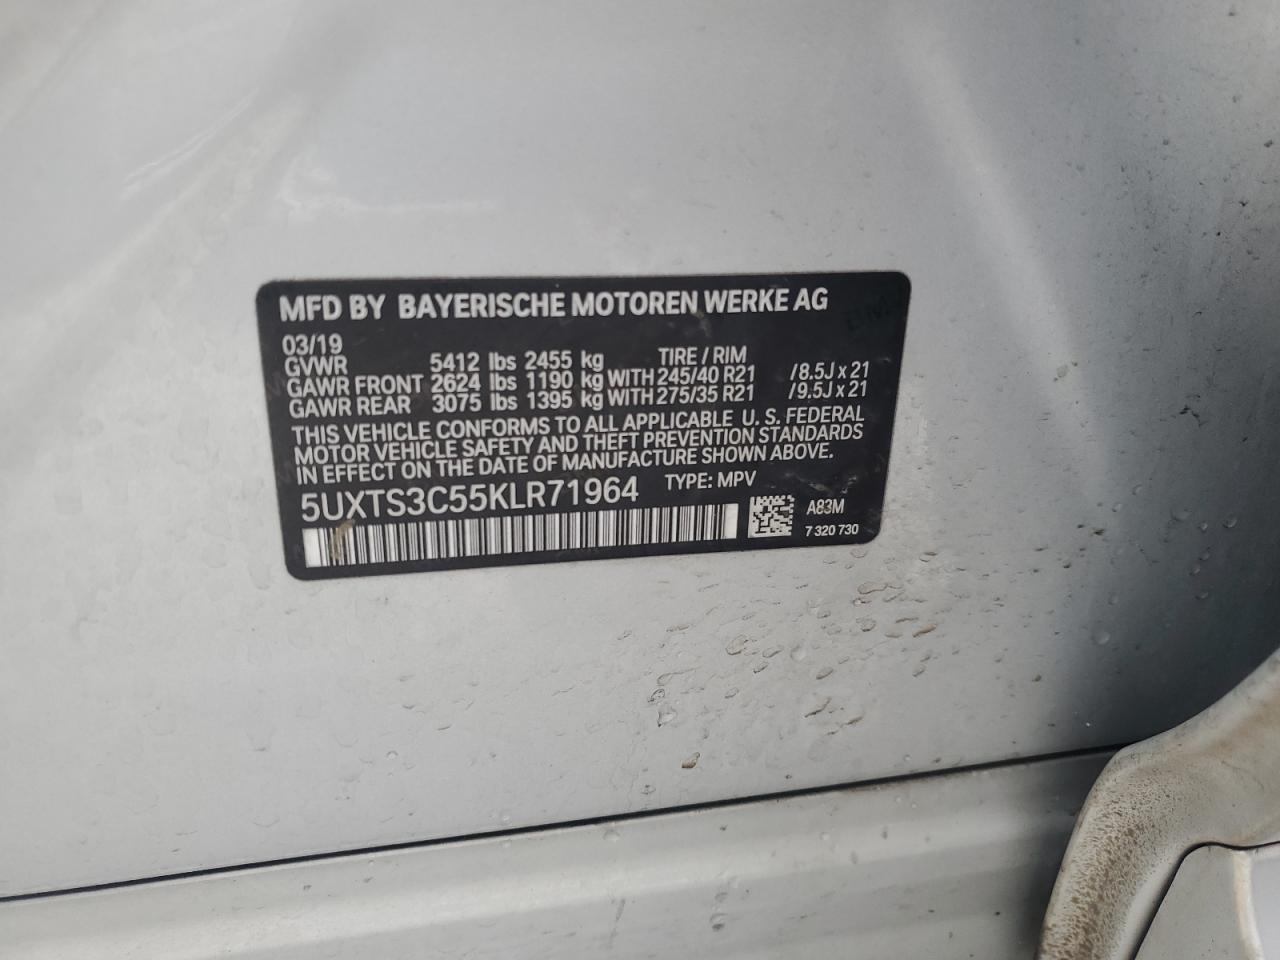 MFD BY BAYERISCHE MOTOREN WERKE AG
03/19
GVWR 5412 lbs 2455 kg TIRE / RIM
GAWR FRONT 2624 lbs 1190 kg WITH 245/40 R21 /8.5J x 21
GAWR REAR 3075 lbs 1395 kg WITH 275/35 R21 /9.5J x 21
THIS VEHICLE CONFORMS TO ALL APPLICABLE U. S. FEDERAL
MOTOR VEHICLE SAFETY AND THEFT PREVENTION STANDARDS
IN EFFECT ON THE DATE OF MANUFACTURE SHOWN ABOVE.
5UXTS3C55KLR71964 TYPE: MPV
A83M
7 320 730